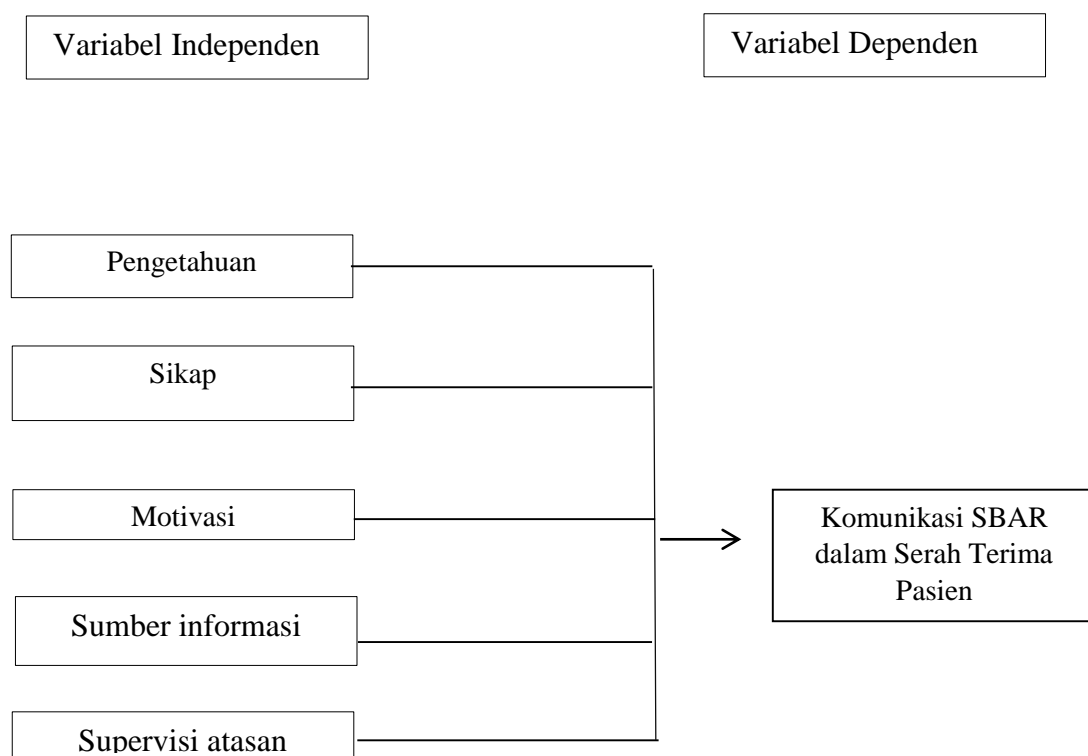 Variabel Independen
Variabel Dependen
Pengetahuan
Sikap
Motivasi
Sumber informasi
Supervisi atasan
Komunikasi SBAR
dalam Serah Terima
Pasien